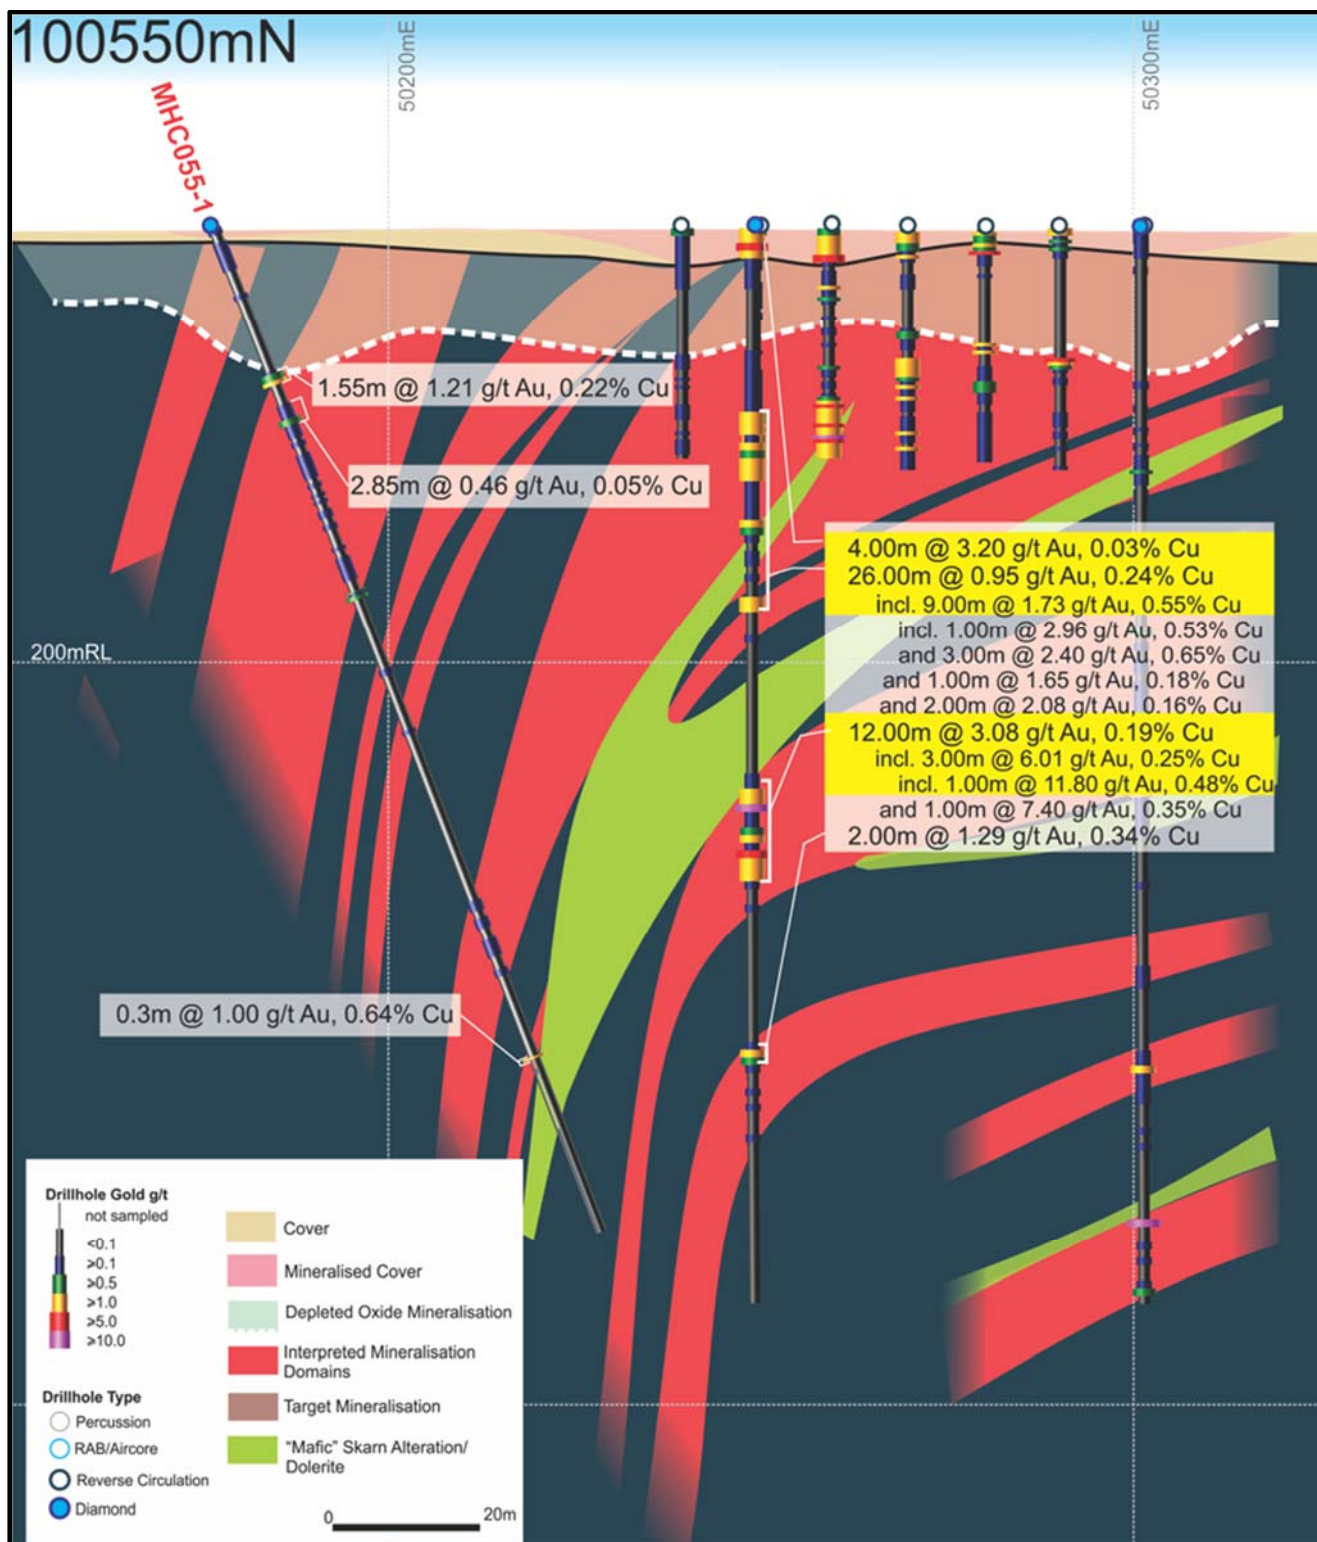 100550mN
50200mE
50300mE
MHC055-1
1.55m @ 1.21 g/t Au, 0.22% Cu
2.85m @ 0.46 g/t Au, 0.05% Cu
4.00m @ 3.20 g/t Au, 0.03% Cu
26.00m @ 0.95 g/t Au, 0.24% Cu
incl. 9.00m @ 1.73 g/t Au, 0.55% Cu
incl. 1.00m @ 2.96 g/t Au, 0.53% Cu
and 3.00m @ 2.40 g/t Au, 0.65% Cu
and 1.00m @ 1.65 g/t Au, 0.18% Cu
and 2.00m @ 2.08 g/t Au, 0.16% Cu
12.00m @ 3.08 g/t Au, 0.19% Cu
incl. 3.00m @ 6.01 g/t Au, 0.25% Cu
incl. 1.00m @ 11.80 g/t Au, 0.48% Cu
and 1.00m @ 7.40 g/t Au, 0.35% Cu
2.00m @ 1.29 g/t Au, 0.34% Cu
200mRL
0.3m @ 1.00 g/t Au, 0.64% Cu
Drillhole Gold g/t
not sampled
<0.1
≥0.1
≥0.5
≥1.0
≥5.0
≥10.0
Drillhole Type
Percussion
RAB/Aircore
Reverse Circulation
Diamond
Cover
Mineralised Cover
Depleted Oxide Mineralisation
Interpreted Mineralisation
Domains
Target Mineralisation
"Mafic" Skarn Alteration/
Dolerite
0 20m